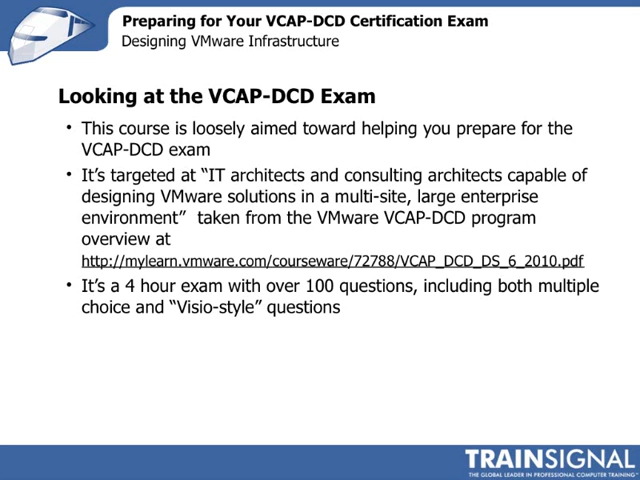 Preparing for Your VCAP-DCD Certification Exam
Designing VMware Infrastructure
Looking at the VCAP-DCD Exam
• This course is loosely aimed toward helping you prepare for the
VCAP-DCD exam
• It's targeted at “IT architects and consulting architects capable of
designing VMware solutions in a multi-site, large enterprise
environment”  taken from the VMware VCAP-DCD program
overview at
http://mylearn.vmware.com/courseware/72788/VCAP_DCD_DS_6_2010.pdf
• It's a 4 hour exam with over 100 questions, including both multiple
choice and “Visio-style” questions
TRAINSIGNAL
THE GLOBAL LEADER IN PROFESSIONAL COMPUTER TRAINING